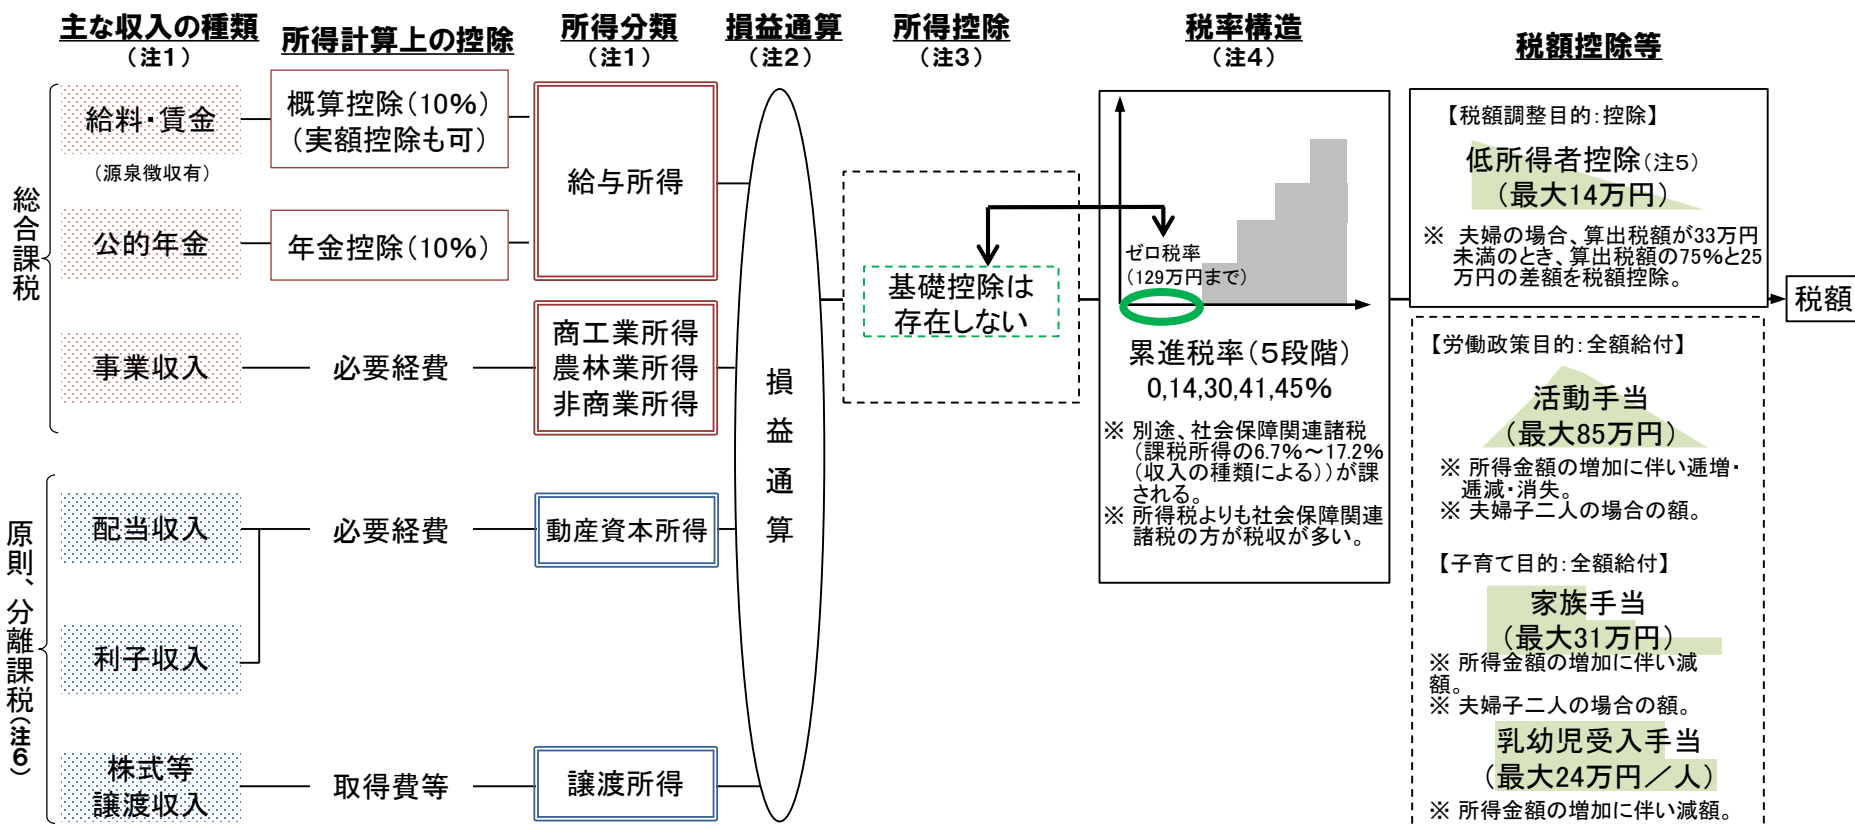 主な収入の種類
（注1）
所得計算上の控除
所得分類
（注1）
損益通算
（注2）
所得控除
（注3）
税率構造
（注4）
税額控除等
総合課税
給料・賃金
（源泉徴収有）
概算控除（10%）
（実額控除も可）
給与所得
公的年金
年金控除（10%）
事業収入
必要経費
商工業所得
農林業所得
非商業所得
原則、分離課税（注6）
配当収入
必要経費
動産資本所得
利子収入
株式等
譲渡収入
取得費等
譲渡所得
損益通算
基礎控除は
存在しない
ゼロ税率
（129万円まで）
累進税率（5段階）
0,14,30,41,45%
※ 別途、社会保障関連諸税
（課税所得の6.7%～17.2%
（収入の種類による））が課
される。
※ 所得税よりも社会保障関連
諸税の方が税収が多い。
【税額調整目的：控除】
低所得者控除（注5）
（最大14万円）
※ 夫婦の場合、算出税額が33万円
未満のとき、算出税額の75%と25
万円の差額を税額控除。
税額
【労働政策目的：全額給付】
活動手当
（最大85万円）
※ 所得金額の増加に伴い逓増・
逓減・消失。
※ 夫婦子二人の場合の額。
【子育て目的：全額給付】
家族手当
（最大31万円）
※ 所得金額の増加に伴い減
額。
※ 夫婦子二人の場合の額。
乳幼児受入手当
（最大24万円／人）
※ 所得金額の増加に伴い減額。